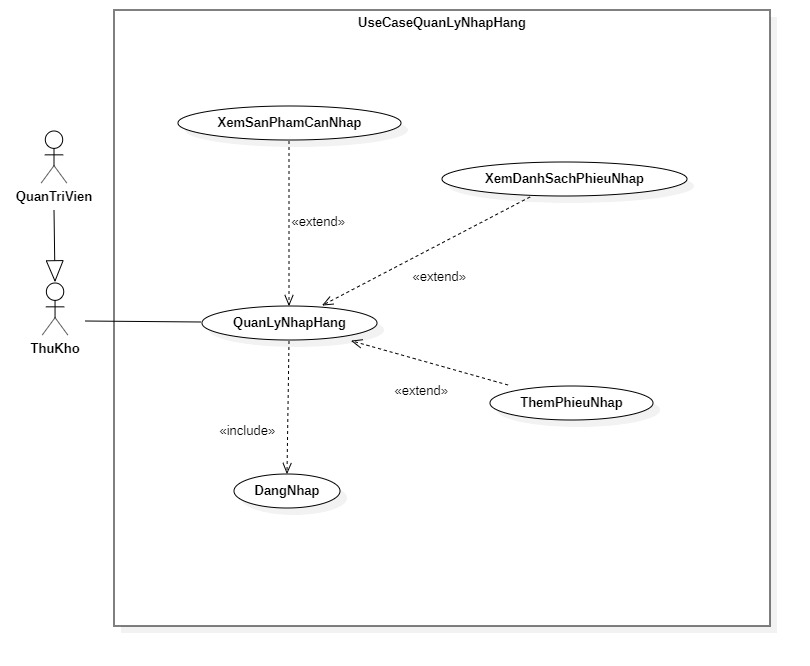 UseCaseQuanLyNhapHang
XemSanPhamCanNhap
XemDanhSachPhieuNhap
QuanTriVien
«extend»
«extend»
QuanLyNhapHang
ThuKho
«extend»
ThemPhieuNhap
«include»
DangNhap